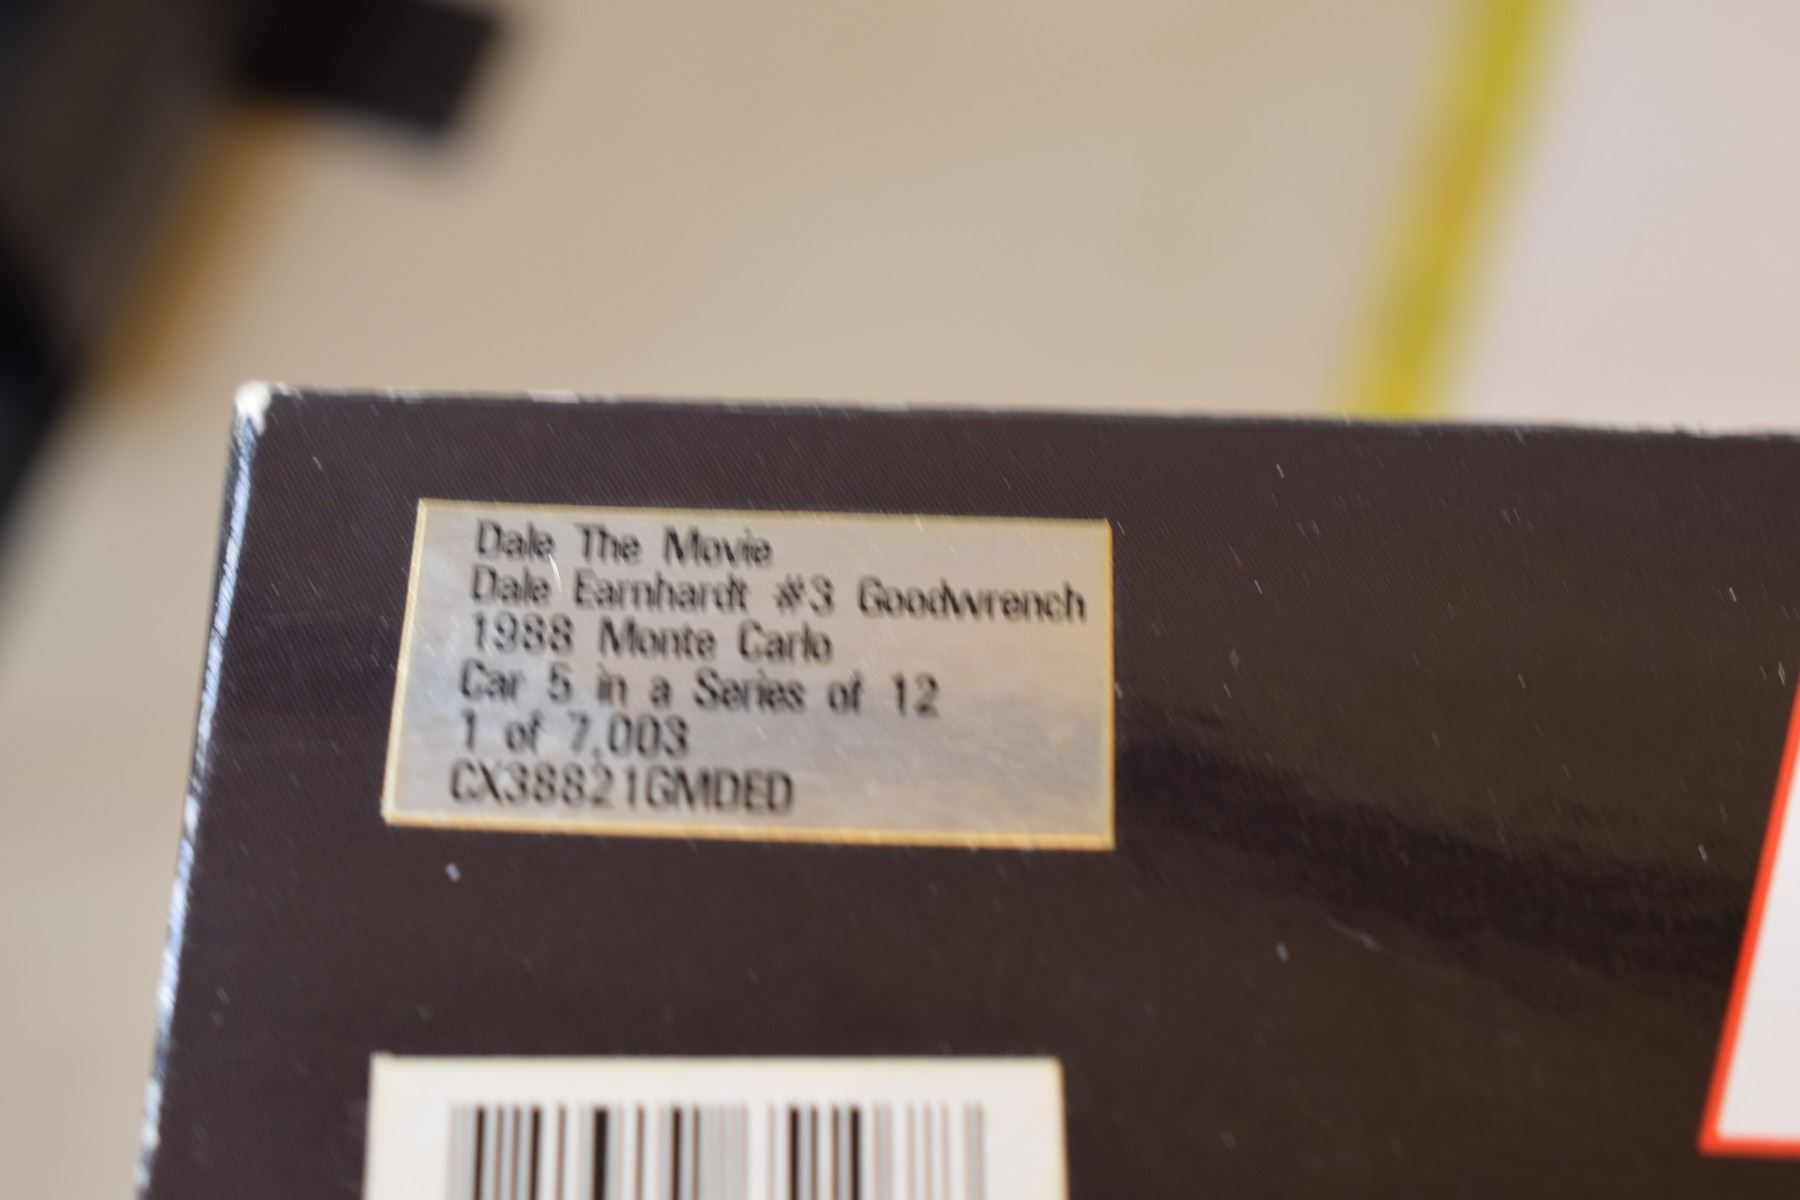 Dale The Movie
Dale Earnhardt #3 Goodwrench
1988 Monte Carlo
Car 5 in a Series of 12
1 of 7,003
CX38821GMDED